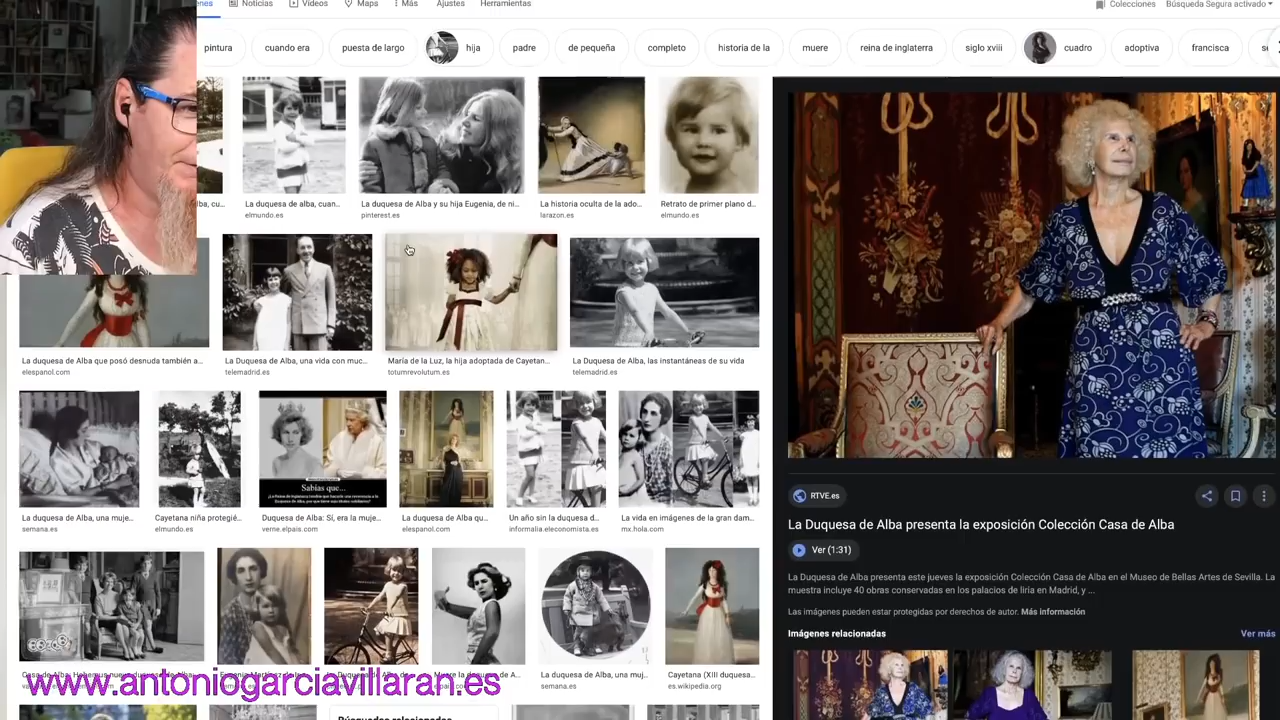 Noticias
Vídeos
Maps
Más
Ajustes
Herramientas
Colecciones
Búsqueda Segura activado
pintura
cuando era
puesta de largo
hija
padre
de pequeña
completo
historia de la
muere
reina de inglaterra
siglo xviii
cuadro
adoptiva
francisca
La duquesa de alba, cuan...
elmundo.es
La duquesa de Alba y su hija Eugenia, de ni...
pinterest.es
La historia oculta de la ado...
larazon.es
Retrato de primer plano d...
elmundo.es
La duquesa de Alba que posó desnuda también a...
elespanol.com
La Duquesa de Alba, una vida con muc...
telemadrid.es
María de la Luz, la hija adoptada de Cayetan...
totumrevolutum.es
La Duquesa de Alba, las instantáneas de su vida
telemadrid.es
Sabías que...
La duquesa de Alba, una muje...
semana.es
Cayetana niña protegié...
elmundo.es
Duquesa de Alba: Sí, era la muje...
verne.elpais.com
La duquesa de Alba qu...
elespanol.com
Un año sin la duquesa d...
informalia.eleconomista.es
La vida en imágenes de la gran dam...
mx.hola.com
La duquesa de Alba, una muj...
semana.es
Cayetana (XIII duquesa...
es.wikipedia.org
www.antoniogarciavillaran.es
RTVE.es
La Duquesa de Alba presenta la exposición Colección Casa de Alba
Ver (1:31)
La Duquesa de Alba presenta este jueves la exposición Colección Casa de Alba en el Museo de Bellas Artes de Sevilla. La
muestra incluye 40 obras conservadas en los palacios de liria en Madrid, y ...
Las imágenes pueden estar protegidas por derechos de autor. Más información
Imágenes relacionadas
Ver más